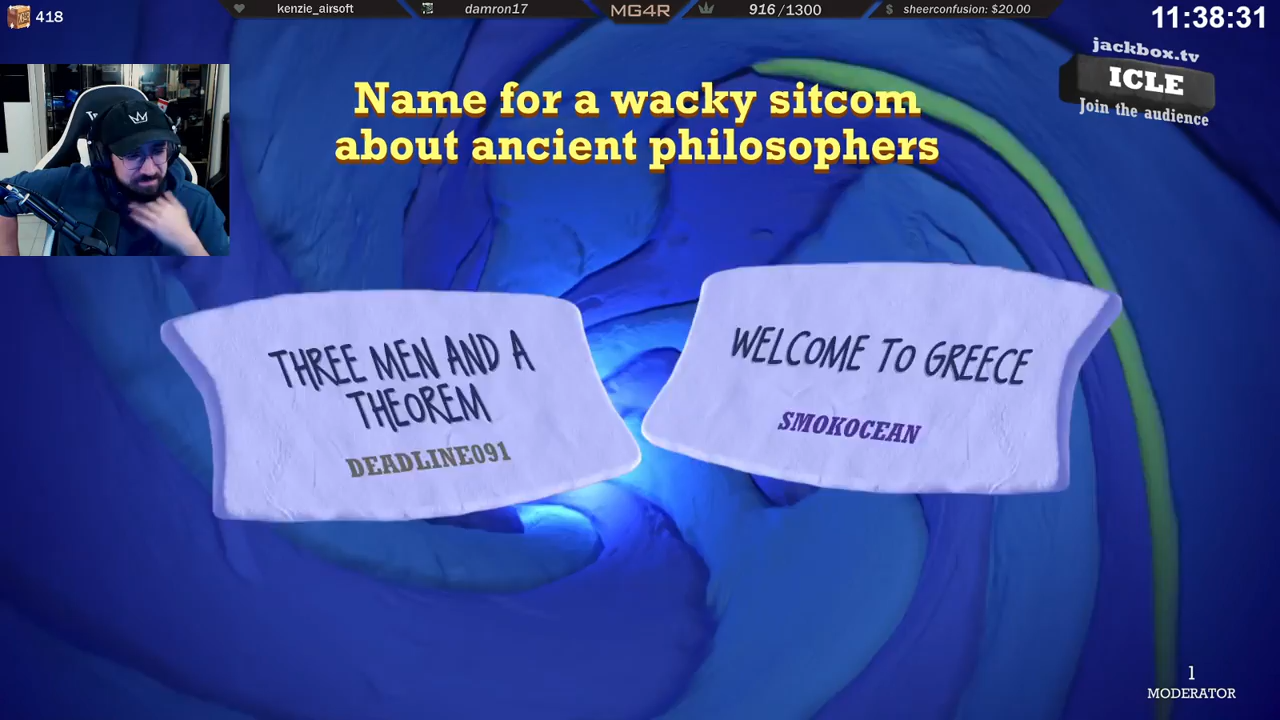 418
kenzie_airsoft
damron17
MG4R
916 /1300
$ sheerconfusion: $20.00
11:38:31
jackbox.tv
ICLE
Join the audience
Name for a wacky sitcom
about ancient philosophers
THREE MEN AND A
THEOREM
DEADLINE091
WELCOME TO GREECE
SMOKOCEAN
1
MODERATOR